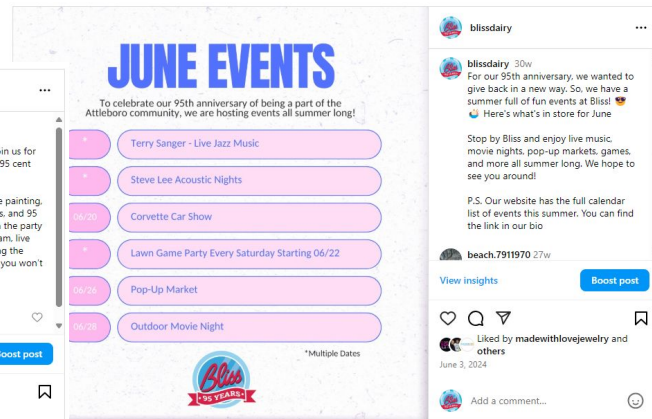 JUNE EVENTS
To celebrate our 95th anniversary of being a part of the
Attleboro community, we are hosting events all summer long!
* Terry Sanger - Live Jazz Music
* Steve Lee Acoustic Nights
06/20 Corvette Car Show
* Lawn Game Party Every Saturday Starting 06/22
06/26 Pop-Up Market
06/28 Outdoor Movie Night
*Multiple Dates
Bliss
95 YEARS
...
in us for
95 cent
painting,
s, and 95
the party
am, live
g the
you won't
oost post
blissdairy
...
blissdairy 30w
For our 95th anniversary, we wanted to
give back in a new way. So, we have a
summer full of fun events at Bliss! 😎
Here's what's in store for June
Stop by Bliss and enjoy live music,
movie nights, pop-up markets, games,
and more all summer long. We hope to
see you around!
P.S. Our website has the full calendar
list of events this summer. You can find
the link in our bio
beach.7911970 27w
View insights
Boost post
Liked by madewithlovejewelry and
others
June 3, 2024
Add a comment...